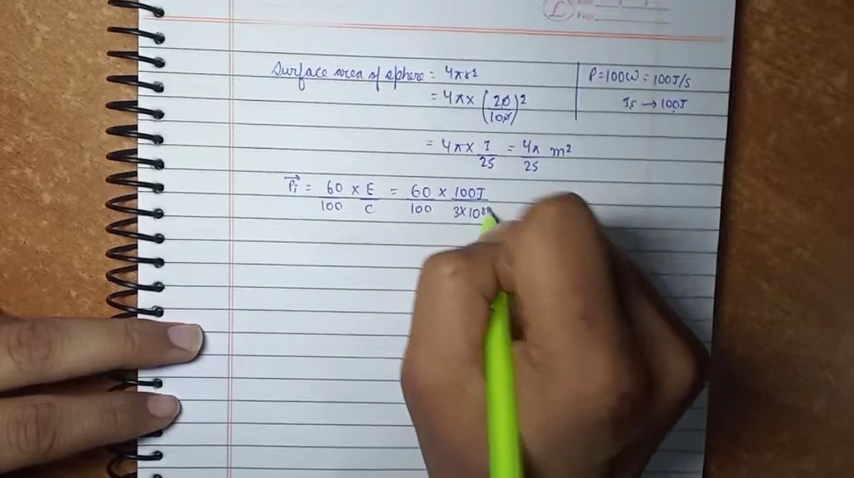 Surface area of sphere = 4πr²
= 4π × (20/100)²
= 4π × 1/25 = 4π/25 m²
P = 100W = 100J/s
1s → 100J
P⃗i = 60/100 × E/C = 60/100 × 100J/3×10⁸